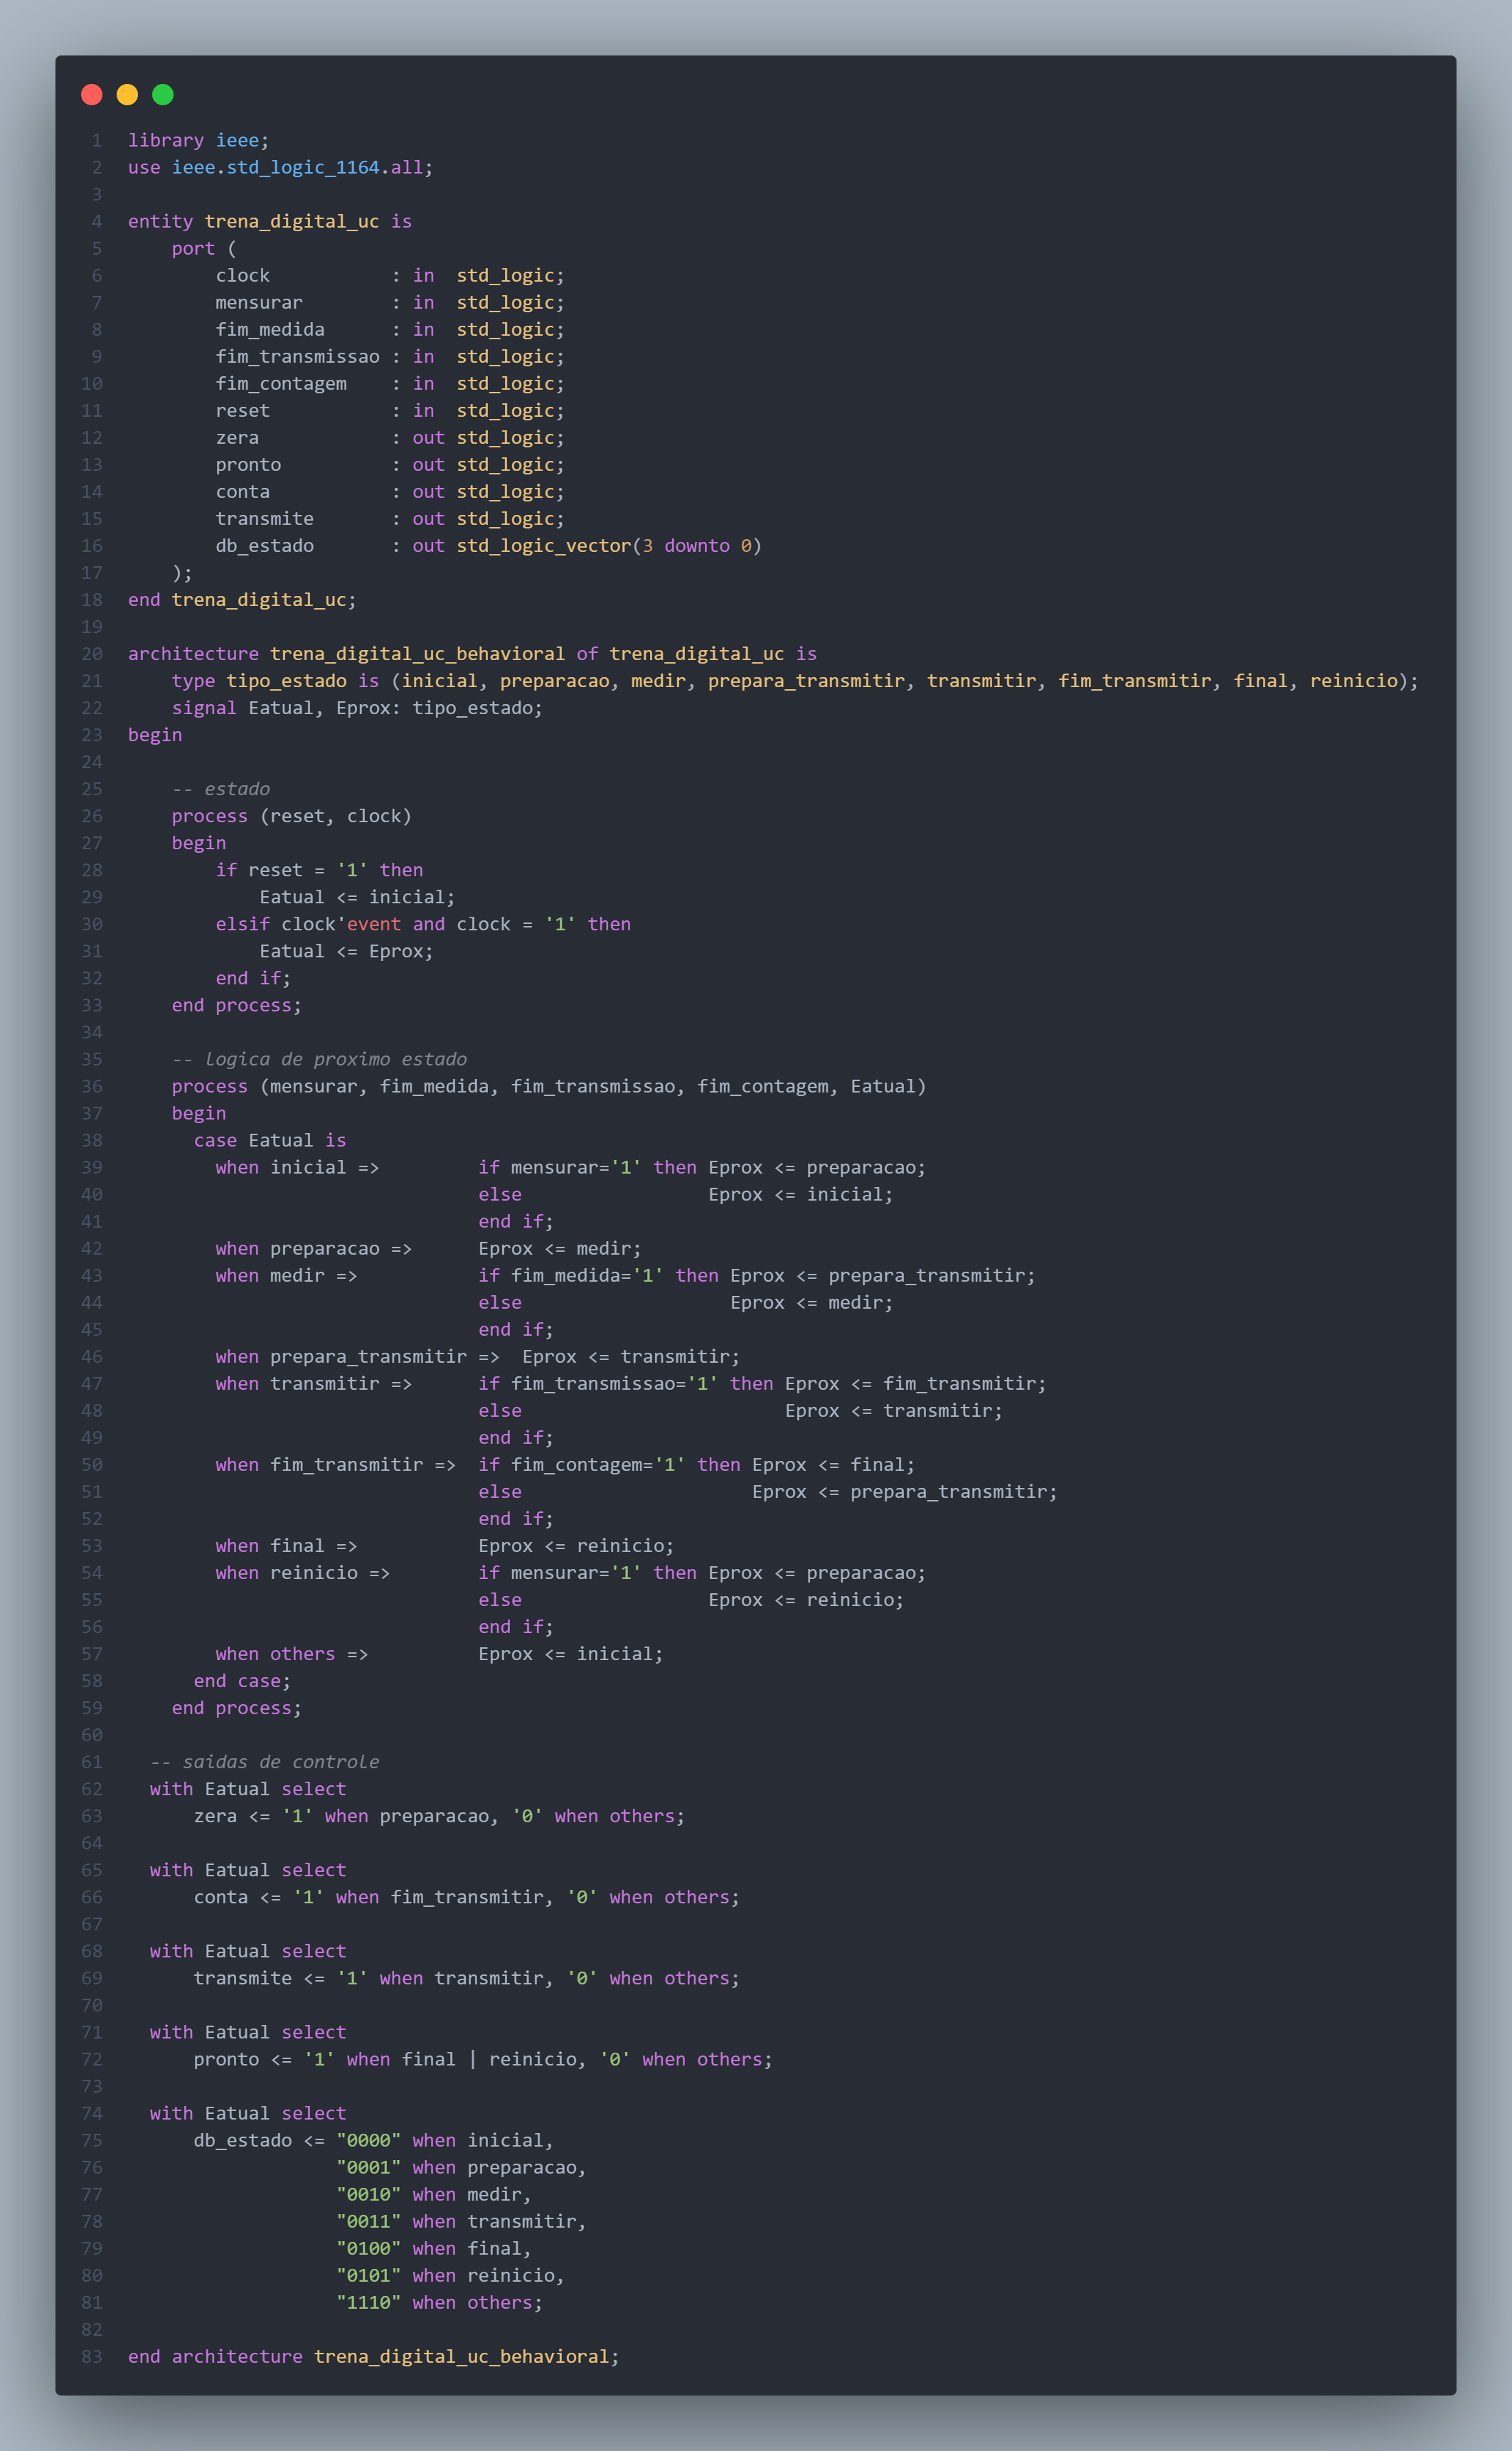 1 library ieee;
2 use ieee.std_logic_1164.all;
3
4 entity trena_digital_uc is
5     port (
6         clock           : in  std_logic;
7         mensurar        : in  std_logic;
8         fim_medida      : in  std_logic;
9         fim_transmissao : in  std_logic;
10         fim_contagem    : in  std_logic;
11         reset           : in  std_logic;
12         zera            : out std_logic;
13         pronto          : out std_logic;
14         conta           : out std_logic;
15         transmite       : out std_logic;
16         db_estado       : out std_logic_vector(3 downto 0)
17     );
18 end trena_digital_uc;
19
20 architecture trena_digital_uc_behavioral of trena_digital_uc is
21     type tipo_estado is (inicial, preparacao, medir, prepara_transmitir, transmitir, fim_transmitir, final, reinicio);
22     signal Eatual, Eprox: tipo_estado;
23 begin
24
25     -- estado
26     process (reset, clock)
27     begin
28         if reset = '1' then
29             Eatual <= inicial;
30         elsif clock'event and clock = '1' then
31             Eatual <= Eprox;
32         end if;
33     end process;
34
35     -- logica de proximo estado
36     process (mensurar, fim_medida, fim_transmissao, fim_contagem, Eatual)
37     begin
38       case Eatual is
39         when inicial =>         if mensurar='1' then Eprox <= preparacao;
40                                 else                 Eprox <= inicial;
41                                 end if;
42         when preparacao =>      Eprox <= medir;
43         when medir =>           if fim_medida='1' then Eprox <= prepara_transmitir;
44                                 else                   Eprox <= medir;
45                                 end if;
46         when prepara_transmitir =>  Eprox <= transmitir;
47         when transmitir =>      if fim_transmissao='1' then Eprox <= fim_transmitir;
48                                 else                        Eprox <= transmitir;
49                                 end if;
50         when fim_transmitir =>  if fim_contagem='1' then Eprox <= final;
51                                 else                     Eprox <= prepara_transmitir;
52                                 end if;
53         when final =>           Eprox <= reinicio;
54         when reinicio =>        if mensurar='1' then Eprox <= preparacao;
55                                 else                 Eprox <= reinicio;
56                                 end if;
57         when others =>          Eprox <= inicial;
58       end case;
59     end process;
60
61   -- saidas de controle
62   with Eatual select
63       zera <= '1' when preparacao, '0' when others;
64
65   with Eatual select
66       conta <= '1' when fim_transmitir, '0' when others;
67
68   with Eatual select
69       transmite <= '1' when transmitir, '0' when others;
70
71   with Eatual select
72       pronto <= '1' when final | reinicio, '0' when others;
73
74   with Eatual select
75       db_estado <= "0000" when inicial,
76                    "0001" when preparacao,
77                    "0010" when medir,
78                    "0011" when transmitir,
79                    "0100" when final,
80                    "0101" when reinicio,
81                    "1110" when others;
82
83 end architecture trena_digital_uc_behavioral;